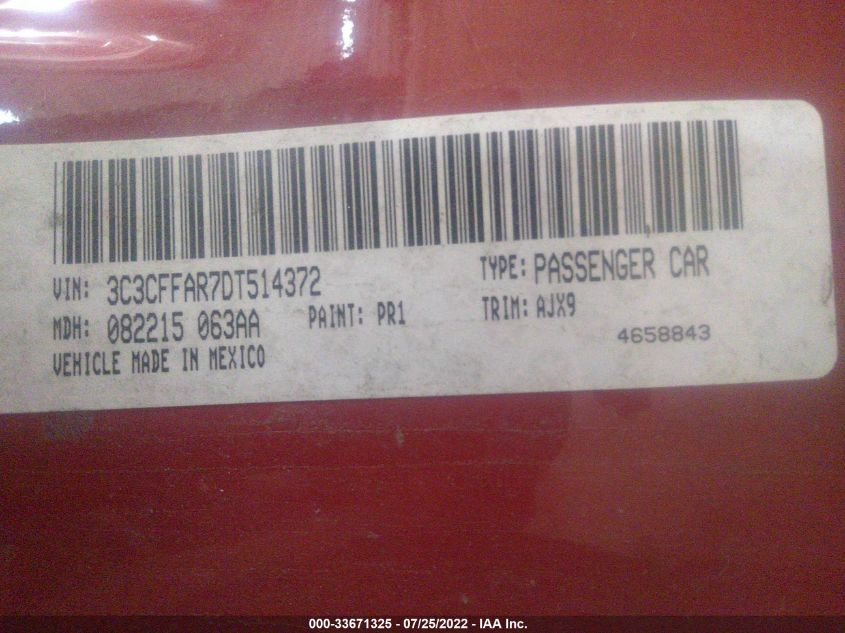 VIN: 3C3CFFAR7DT514372 TYPE: PASSENGER CAR
MDH: 082215 063AA PAINT: PR1 TRIM: AJX9
VEHICLE MADE IN MEXICO 4658843
000-33671325 - 07/25/2022 - IAA Inc.